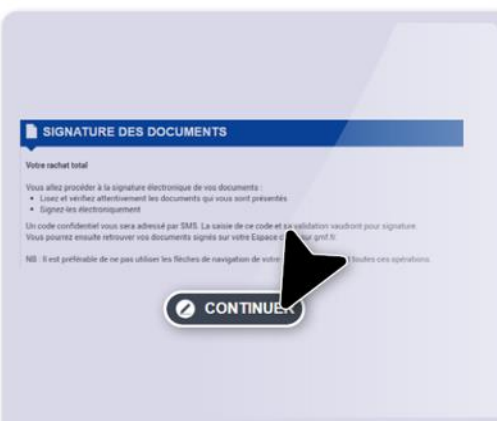 SIGNATURE DES DOCUMENTS
Votre rachat total
Vous allez procéder à la signature électronique de vos documents :
• Lisez et vérifiez attentivement les documents qui vous sont présentés
• Signez-les électroniquement
Un code confidentiel vous sera adressé par SMS. La saisie de ce code et sa validation vaudront pour signature.
Vous pourrez ensuite retrouver vos documents signés sur votre Espace sur gmf.fr
NB : Il est préférable de ne pas utiliser les flèches de navigation de votre toutes ces opérations.
CONTINUER